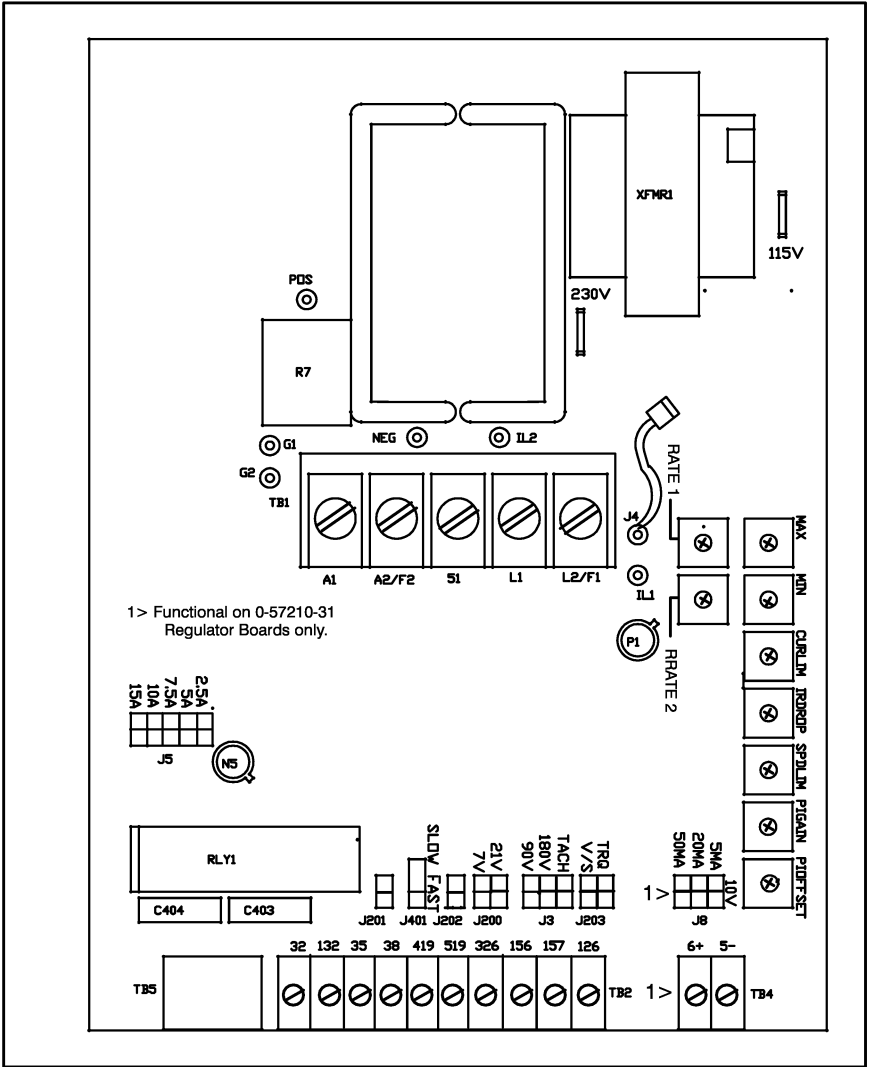 XFMR1
115V
230V
POS
R7
G1
NEG
IL2
G2
TB1
RATE 1
J4
A1 A2/F2 51 L1 L2/F1
IL1
MAX
MIN
1> Functional on 0-57210-31
Regulator Boards only.
P1
RRATE 2
CURLIM
IRDROP
SPDLIM
PIGAIN
PIOFFSET
15A
10A
7.5A
5A
2.5A
J5
N5
RLY1
C404
C403
SLOW FAST
7V
21V
90V
180V
TACH
V/S
TRQ
50MA
20MA
5MA
10V
1>
J201
J401
J202
J200
J3
J203
J8
32 132 35 38 419 519 326 156 157 126
6+ 5-
TB5
TB2
1>
TB4